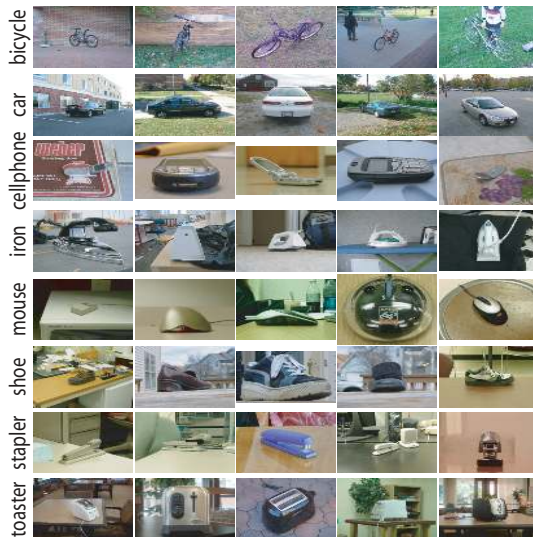 bicycle
car
cellphone
iron
mouse
shoe
stapler
toaster